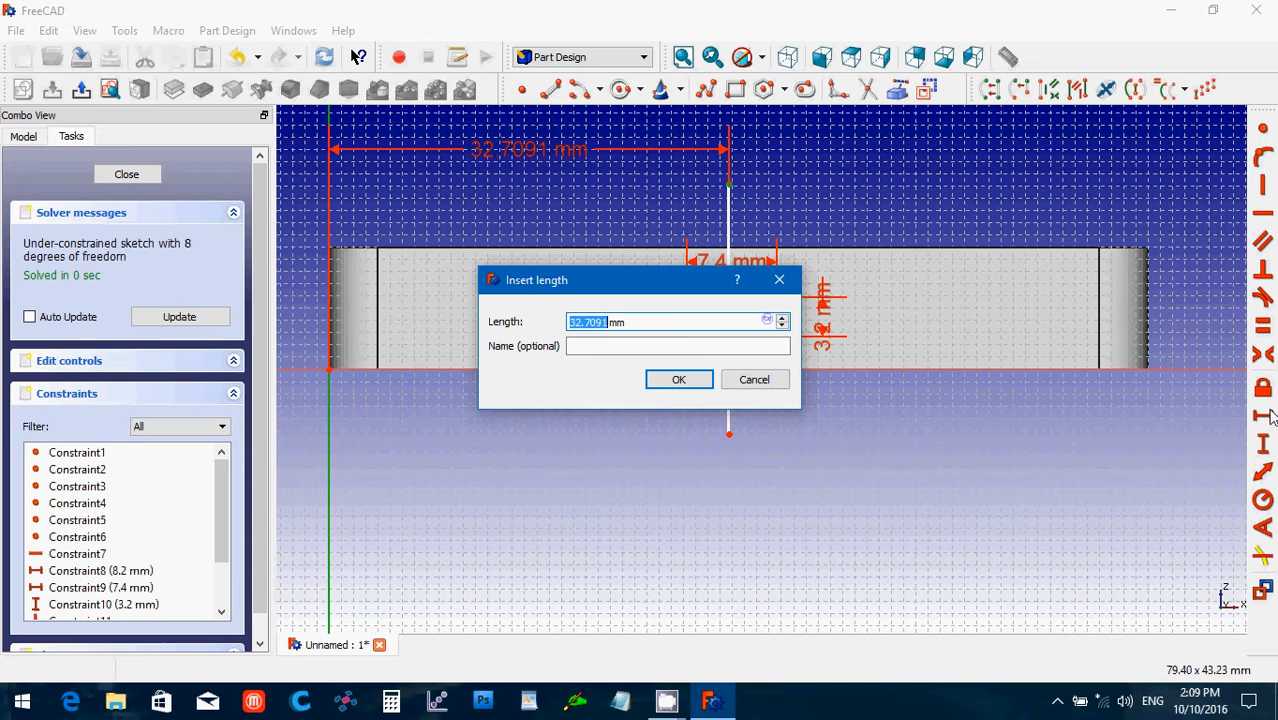 FreeCAD
File Edit View Tools Macro Part Design Windows Help
Part Design
Combo View
Model Tasks
Close
Solver messages
Under-constrained sketch with 8
degrees of freedom
Solved in 0 sec
Auto Update Update
Edit controls
Constraints
Filter: All
Constraint1
Constraint2
Constraint3
Constraint4
Constraint5
Constraint6
Constraint7
Constraint8 (8.2 mm)
Constraint9 (7.4 mm)
Constraint10 (3.2 mm)
32.7091 mm
7.4 mm
3.2 mm
Insert length ?
Length: 32.7091 mm
Name (optional)
OK Cancel
Z
Y X
Unnamed : 1*
79.40 x 43.23 mm
ENG 2:09 PM
10/10/2016